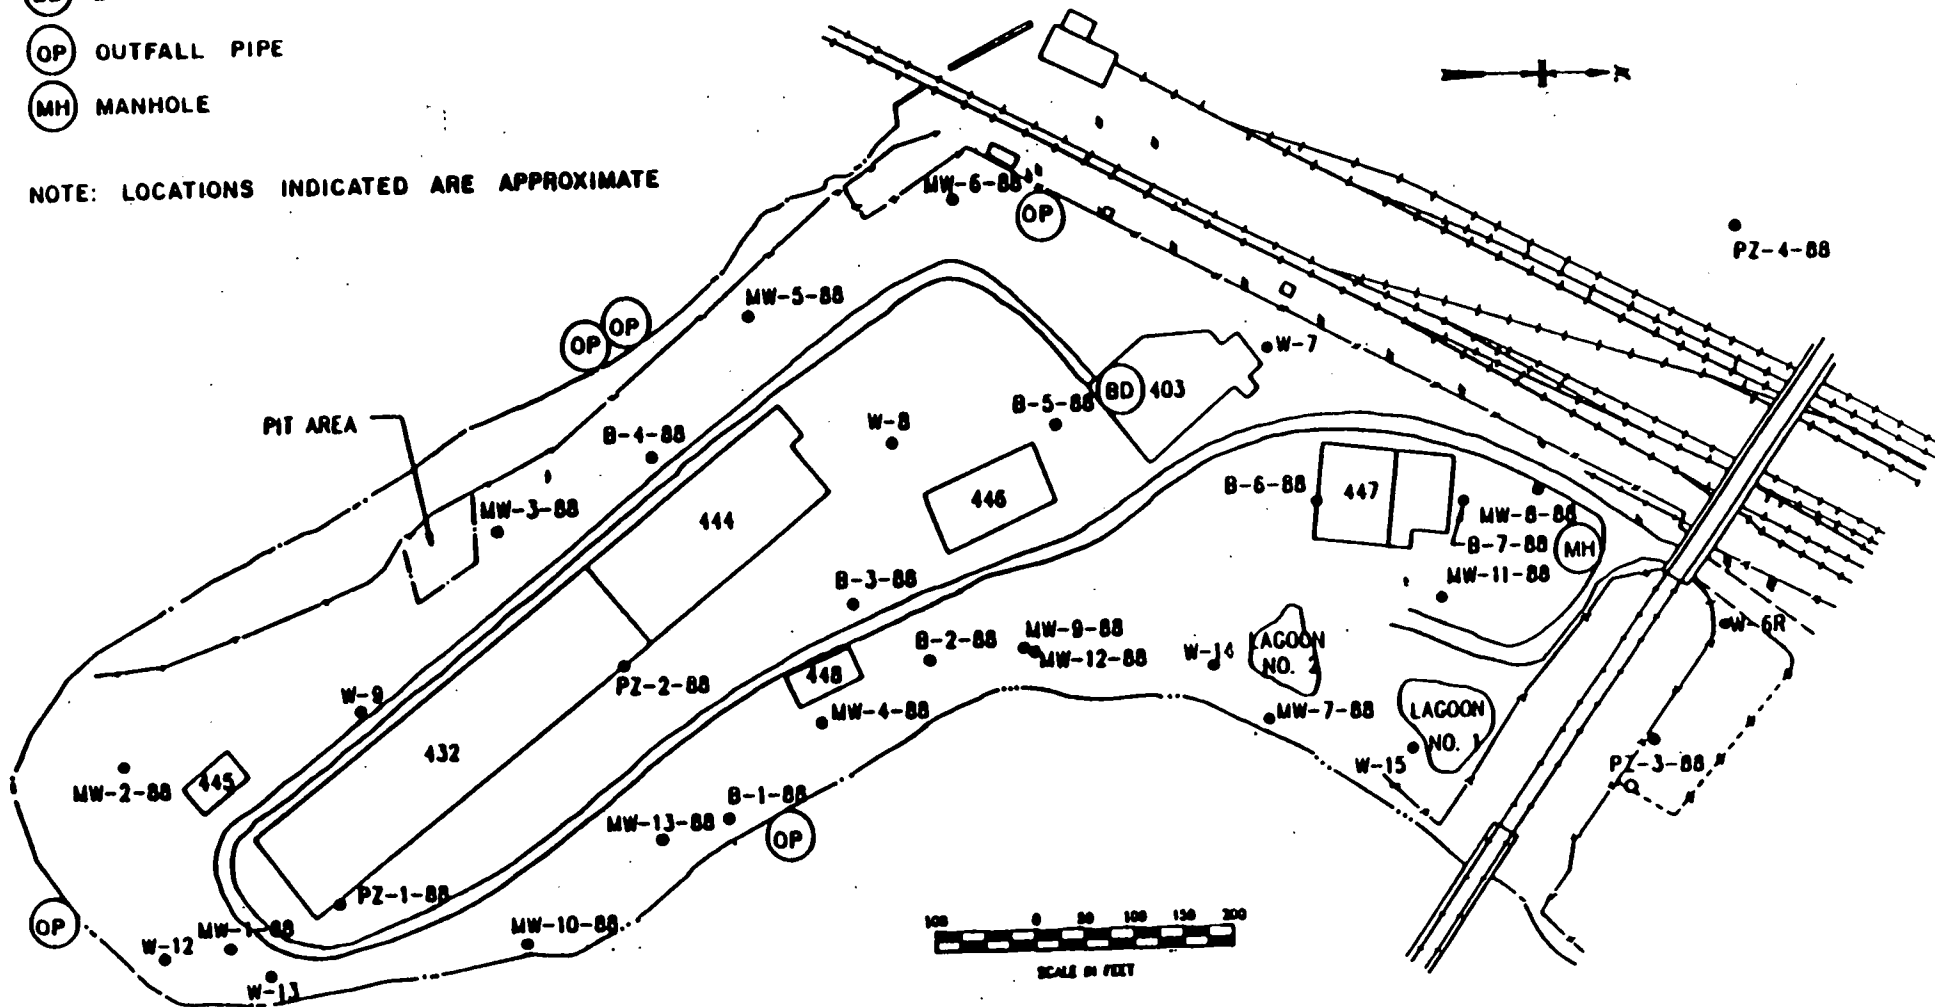 OP OUTFALL PIPE
MH MANHOLE
NOTE: LOCATIONS INDICATED ARE APPROXIMATE
MW-6-88
OP
PZ-4-88
MW-5-88
OP
OP
W-7
BD 403
PIT AREA
B-4-88
W-8
B-5-88
MW-3-88
444
446
B-6-88
447
MW-8-88
B-7-88
MH
MW-11-88
B-3-88
B-2-88
MW-9-88
MW-12-88
W-14
LAGOON
NO. 2
W-6R
448
PZ-2-88
W-9
MW-4-88
MW-7-88
LAGOON
NO. 1
432
445
MW-2-88
W-15
PZ-3-88
B-1-88
MW-13-88
OP
PZ-1-88
OP
MW-1-88
W-12
MW-10-88
W-13
100 0 50 100 150 200
SCALE IN FEET